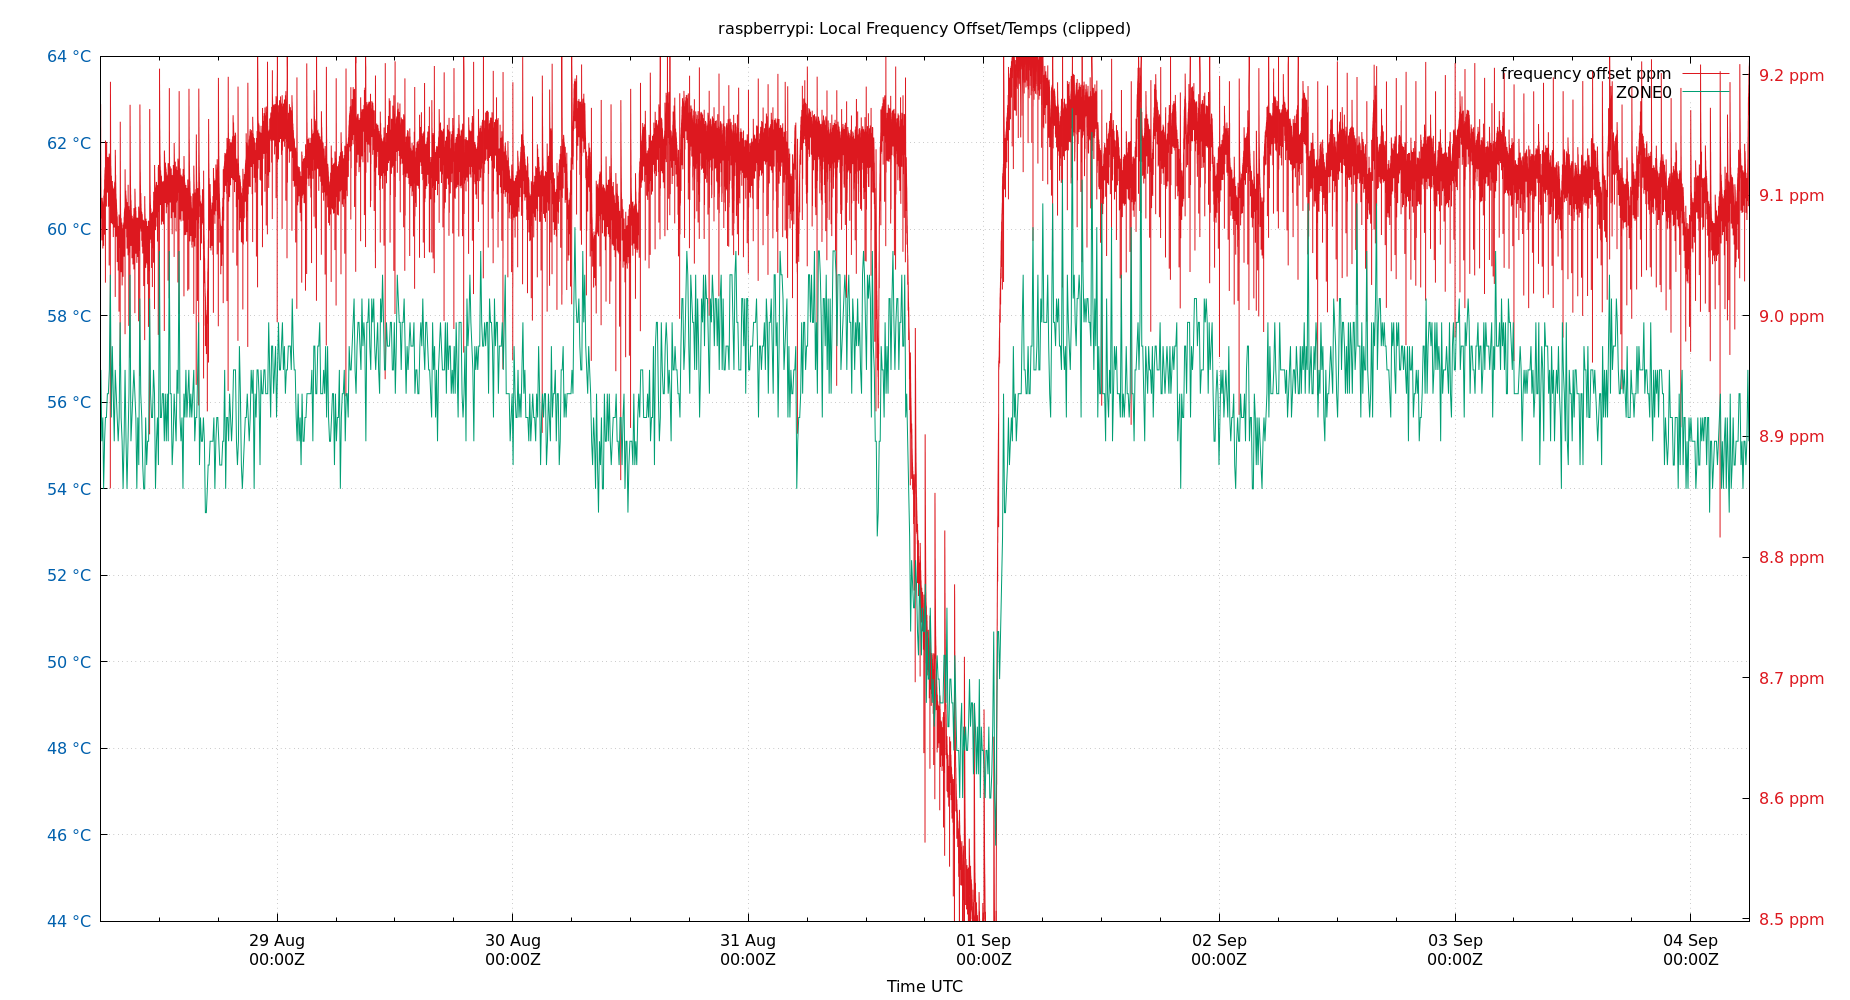 raspberrypi: Local Frequency Offset/Temps (clipped)
64 °C
62 °C
60 °C
58 °C
56 °C
54 °C
52 °C
50 °C
48 °C
46 °C
44 °C
frequency offset ppm
ZONE0
9.2 ppm
9.1 ppm
9.0 ppm
8.9 ppm
8.8 ppm
8.7 ppm
8.6 ppm
8.5 ppm
29 Aug
00:00Z
30 Aug
00:00Z
31 Aug
00:00Z
01 Sep
00:00Z
02 Sep
00:00Z
03 Sep
00:00Z
04 Sep
00:00Z
Time UTC